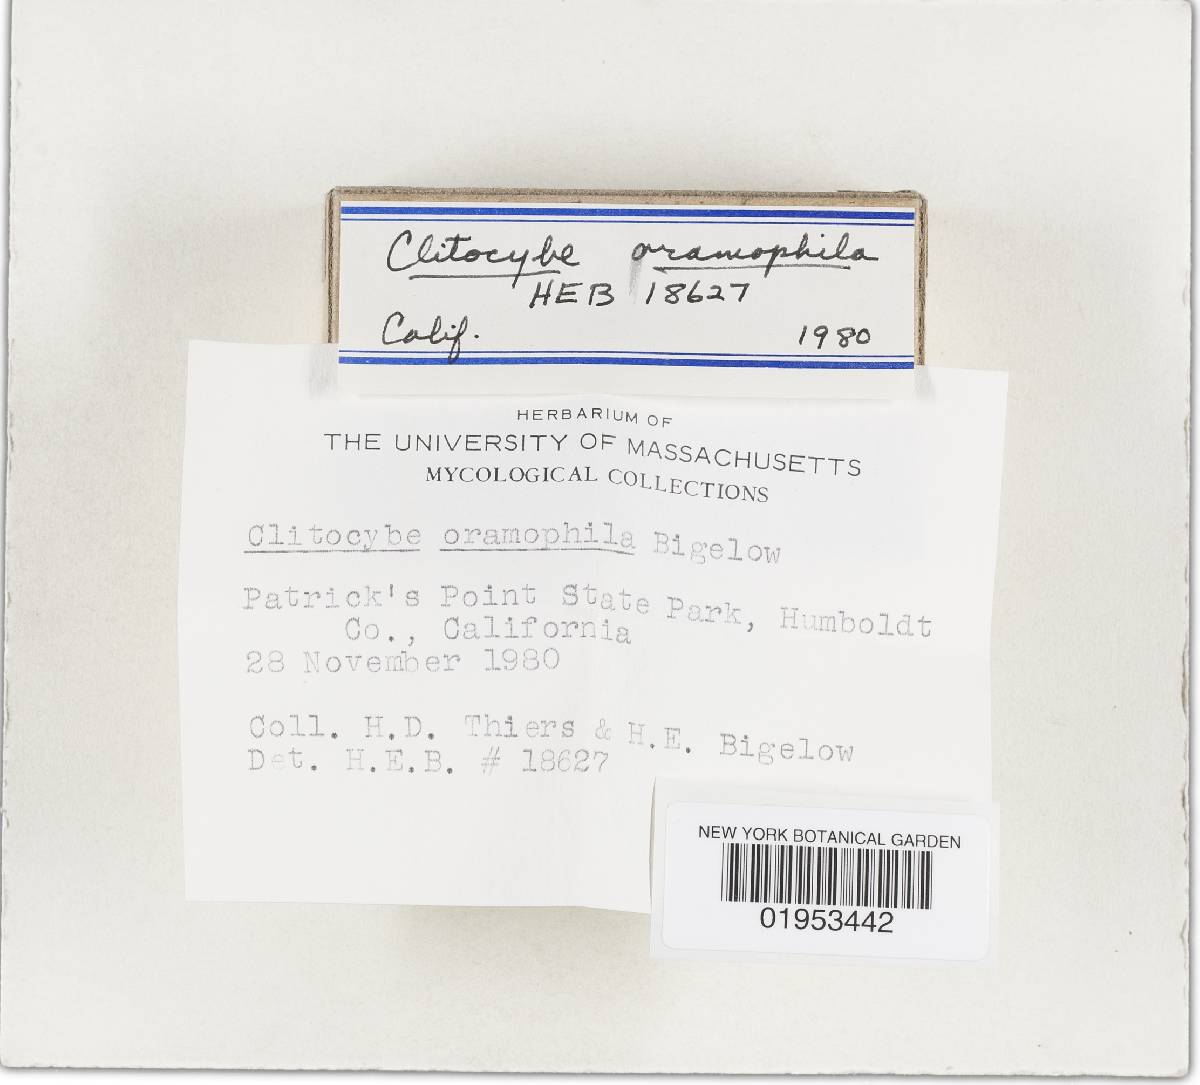 Clitocybe oramophila
HEB 18627
Calif. 1980
HERBARIUM OF
THE UNIVERSITY OF MASSACHUSETTS
MYCOLOGICAL COLLECTIONS
Clitocybe oramophila Bigelow
Patrick's Point State Park, Humboldt
Co., California
28 November 1980
Coll. H.D. Thiers & H.E. Bigelow
Det. H.E.B. # 18627
NEW YORK BOTANICAL GARDEN
01953442